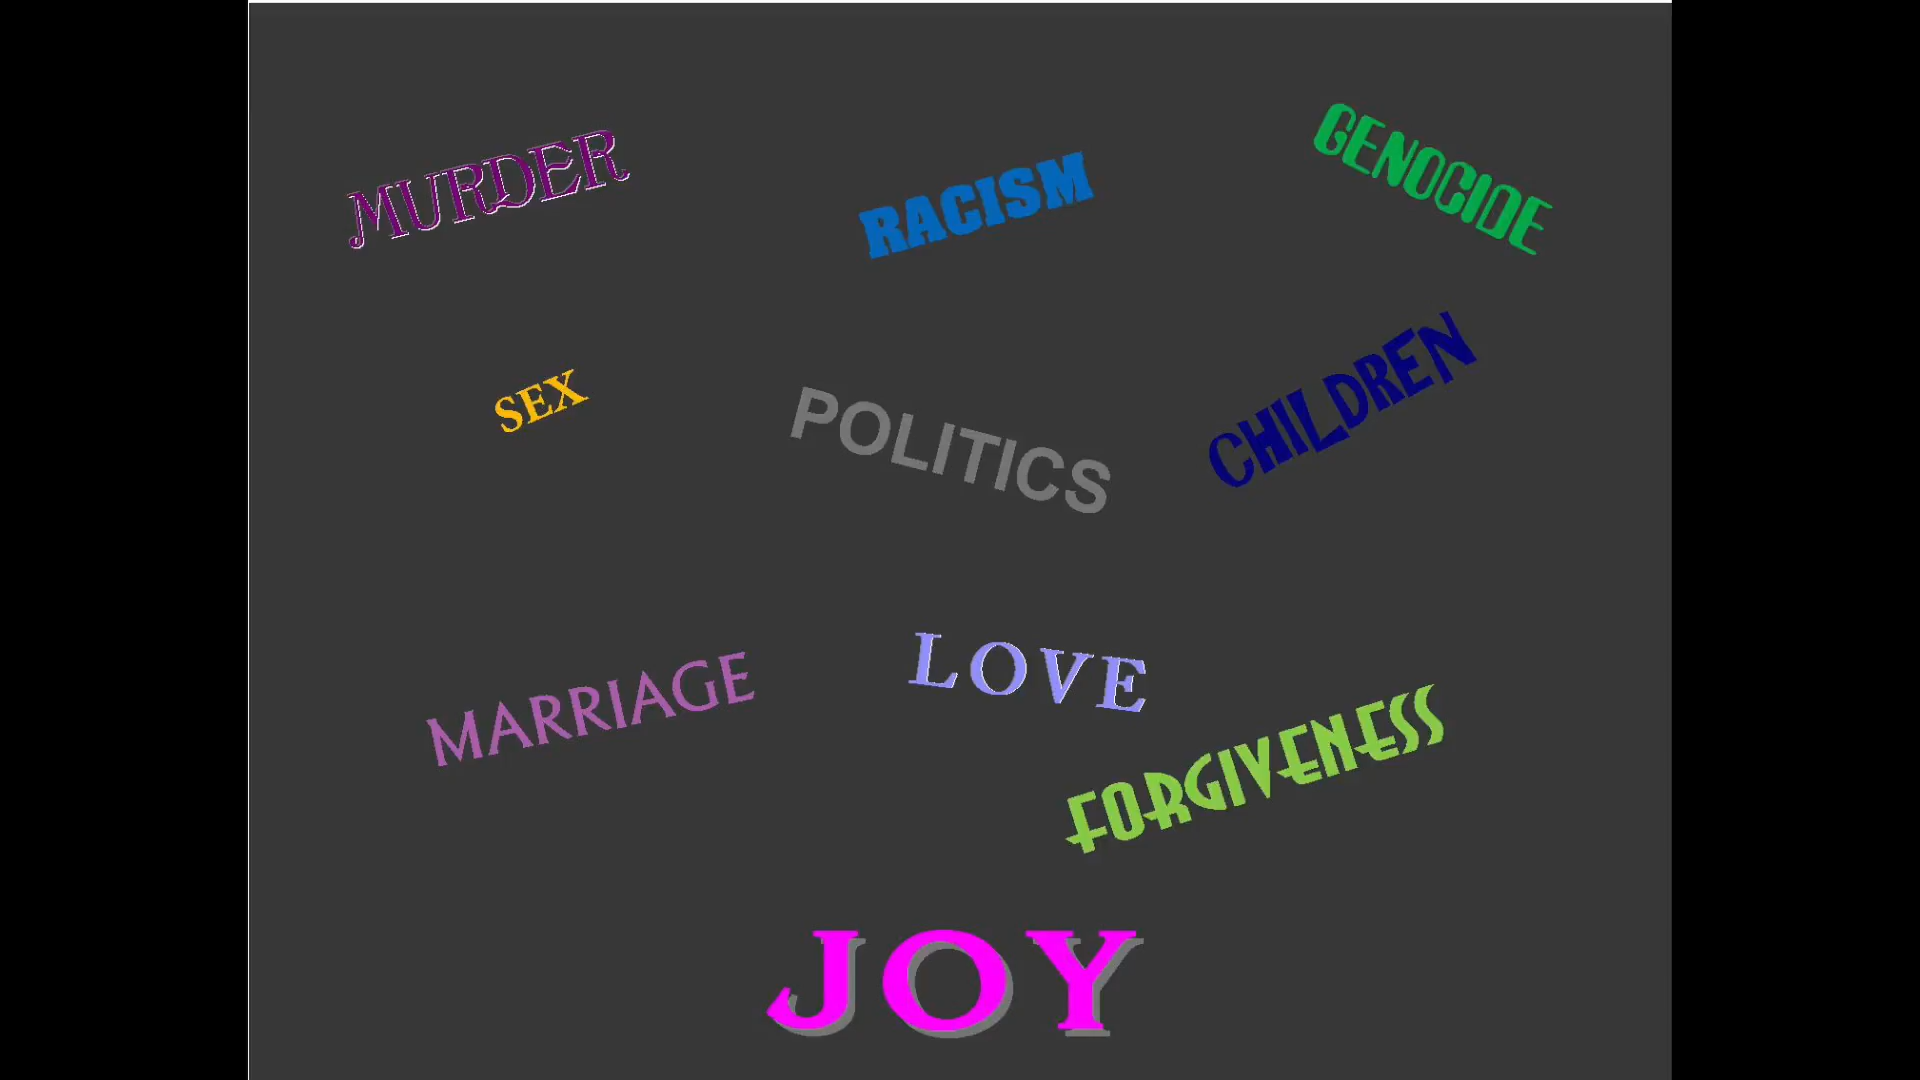 MURDER
RACISM
GENOCIDE
SEX
POLITICS
CHILDREN
MARRIAGE
LOVE
FORGIVENESS
JOY